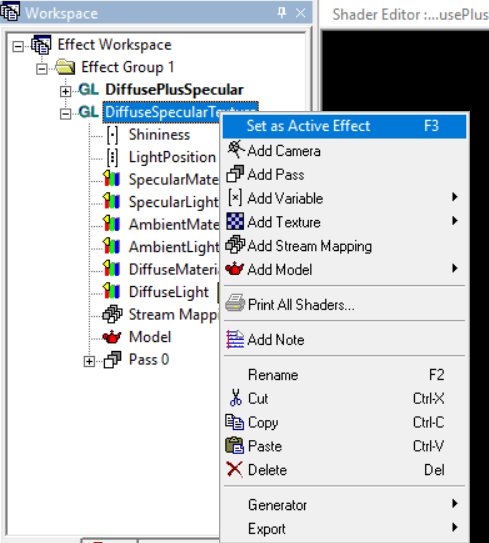 Workspace
Shader Editor :...usePlus
Effect Workspace
Effect Group 1
GL DiffusePlusSpecular
GL DiffuseSpecularTexture
Shininess
LightPosition
SpecularMate
SpecularLight
AmbientMate
AmbientLight
DiffuseMateri
DiffuseLight
Stream Mapp
Model
Pass 0
Set as Active Effect F3
Add Camera
Add Pass
Add Variable
Add Texture
Add Stream Mapping
Add Model
Print All Shaders...
Add Note
Rename F2
Cut Ctrl-X
Copy Ctrl-C
Paste Ctrl-V
Delete Del
Generator
Export